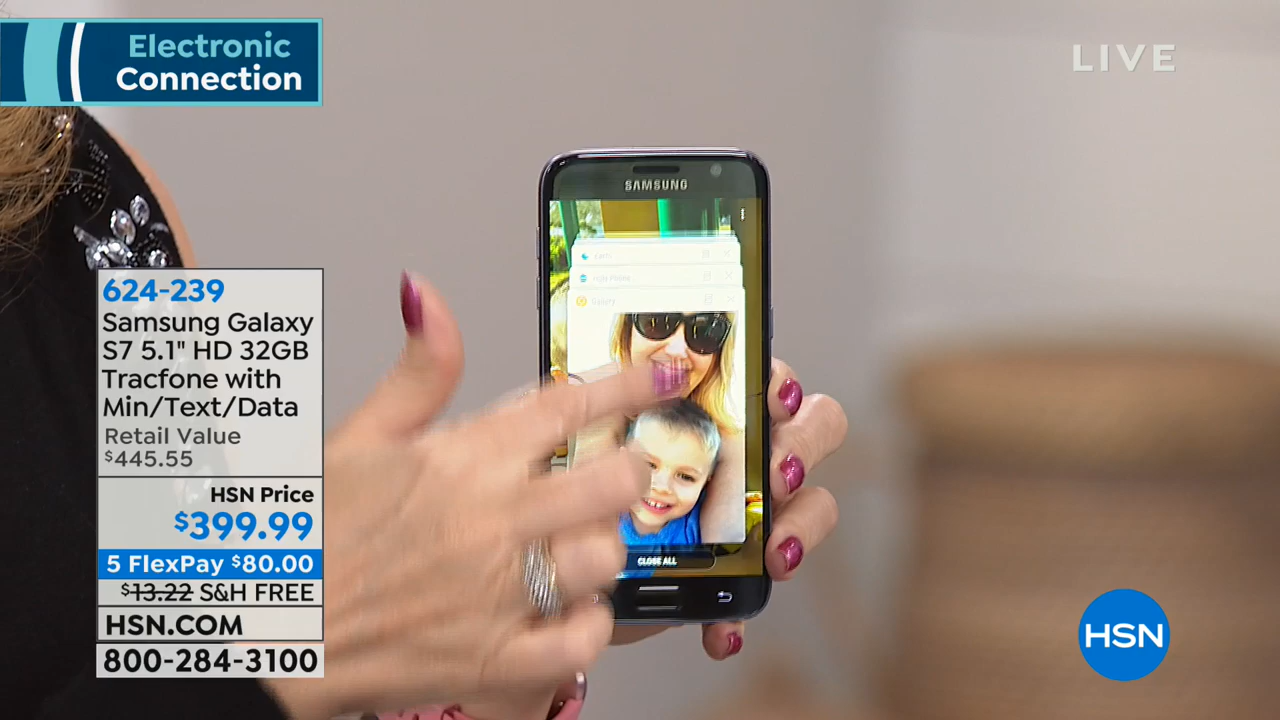 Electronic
Connection
LIVE
SAMSUNG
Gallery
CLOSE ALL
624-239
Samsung Galaxy
S7 5.1" HD 32GB
Tracfone with
Min/Text/Data
Retail Value
$445.55
HSN Price
$399.99
5 FlexPay $80.00
$13.22 S&H FREE
HSN.COM
800-284-3100
HSN